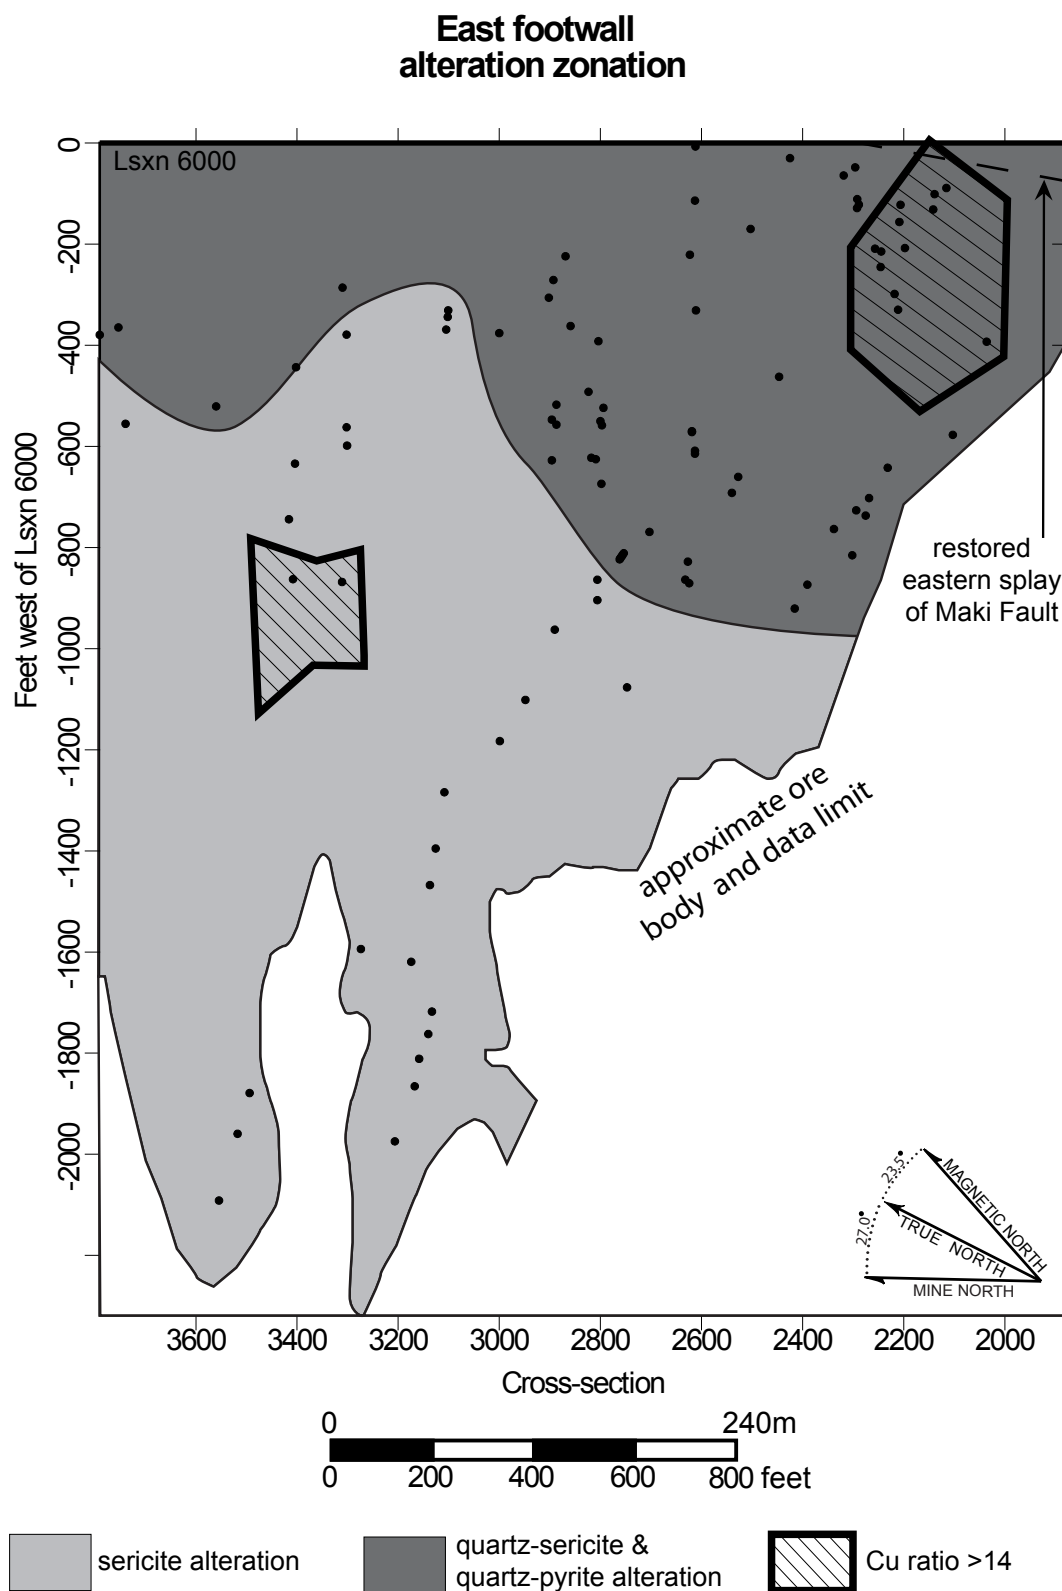 East footwall
alteration zonation
Lsxn 6000
0
-200
-400
-600
-800
-1000
-1200
-1400
-1600
-1800
-2000
Feet west of Lsxn 6000
restored
eastern splay
of Maki Fault
approximate ore
body and data limit
23.5
27.0
MAGNETIC NORTH
TRUE NORTH
MINE NORTH
3600 3400 3200 3000 2800 2600 2400 2200 2000
Cross-section
0 240m
0 200 400 600 800 feet
sericite alteration
quartz-sericite &
quartz-pyrite alteration
Cu ratio >14